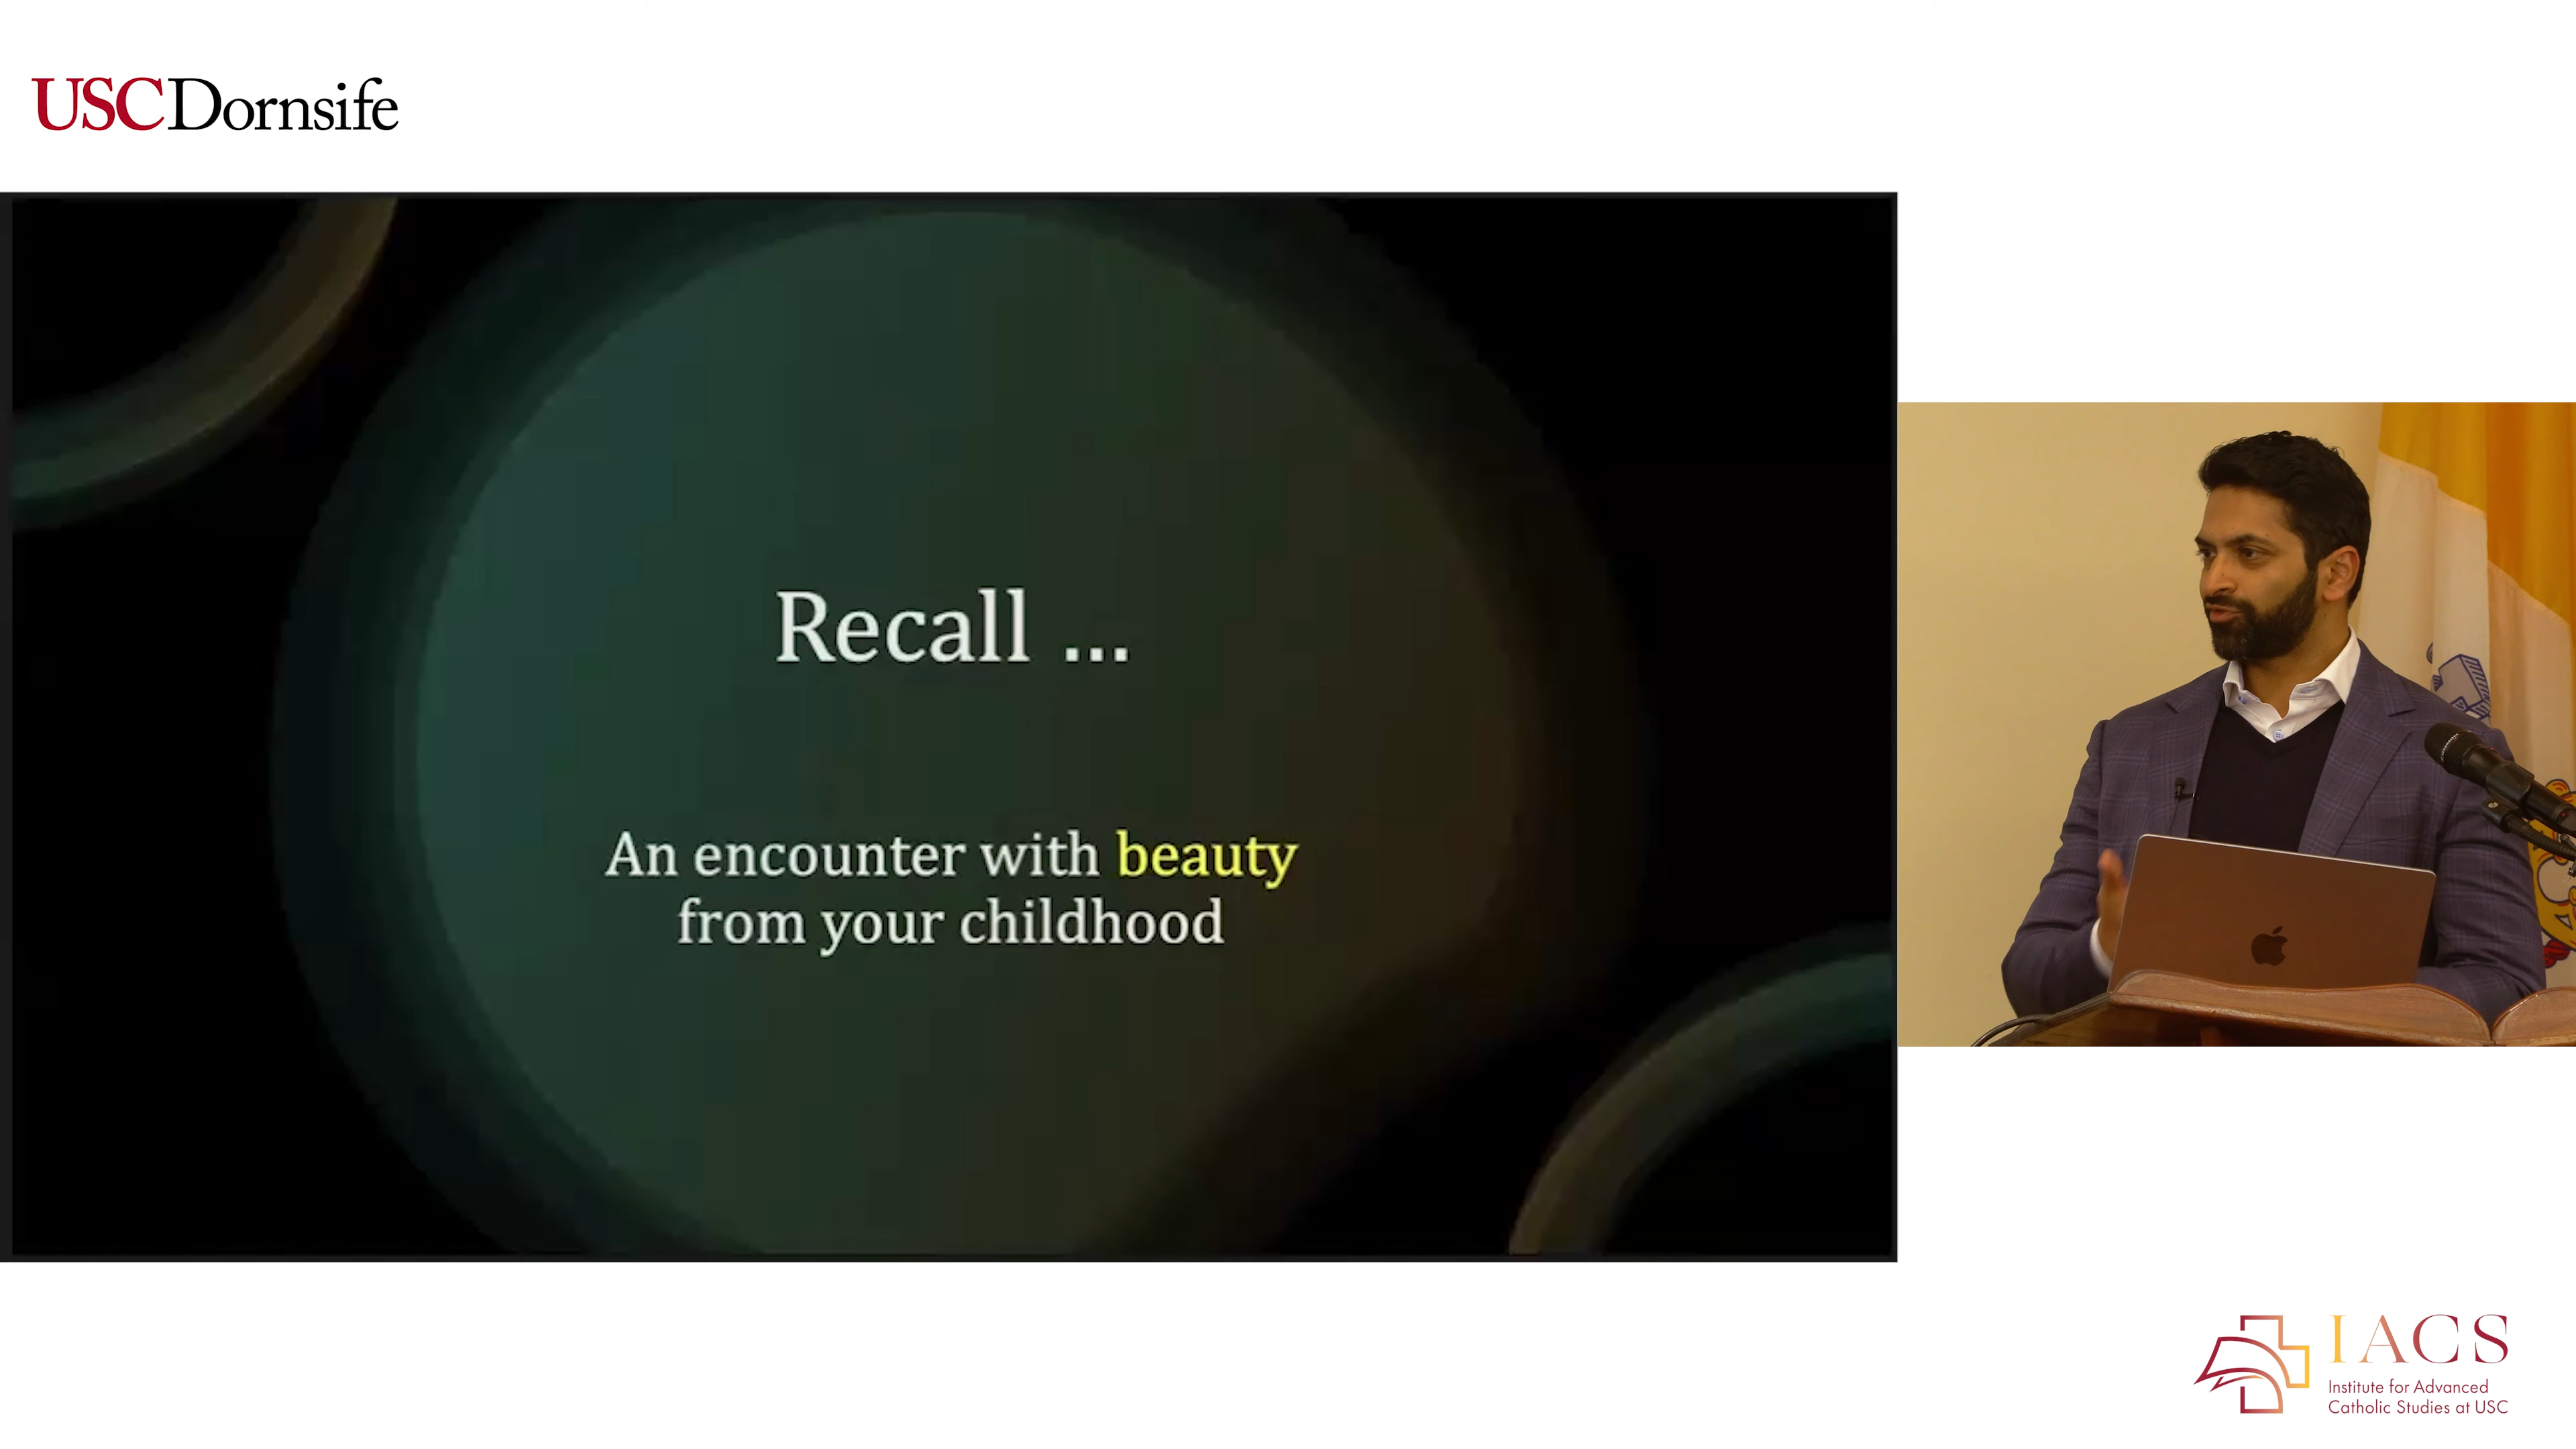 USCDornsife
Recall ...
An encounter with beauty
from your childhood
IACS
Institute for Advanced
Catholic Studies at USC